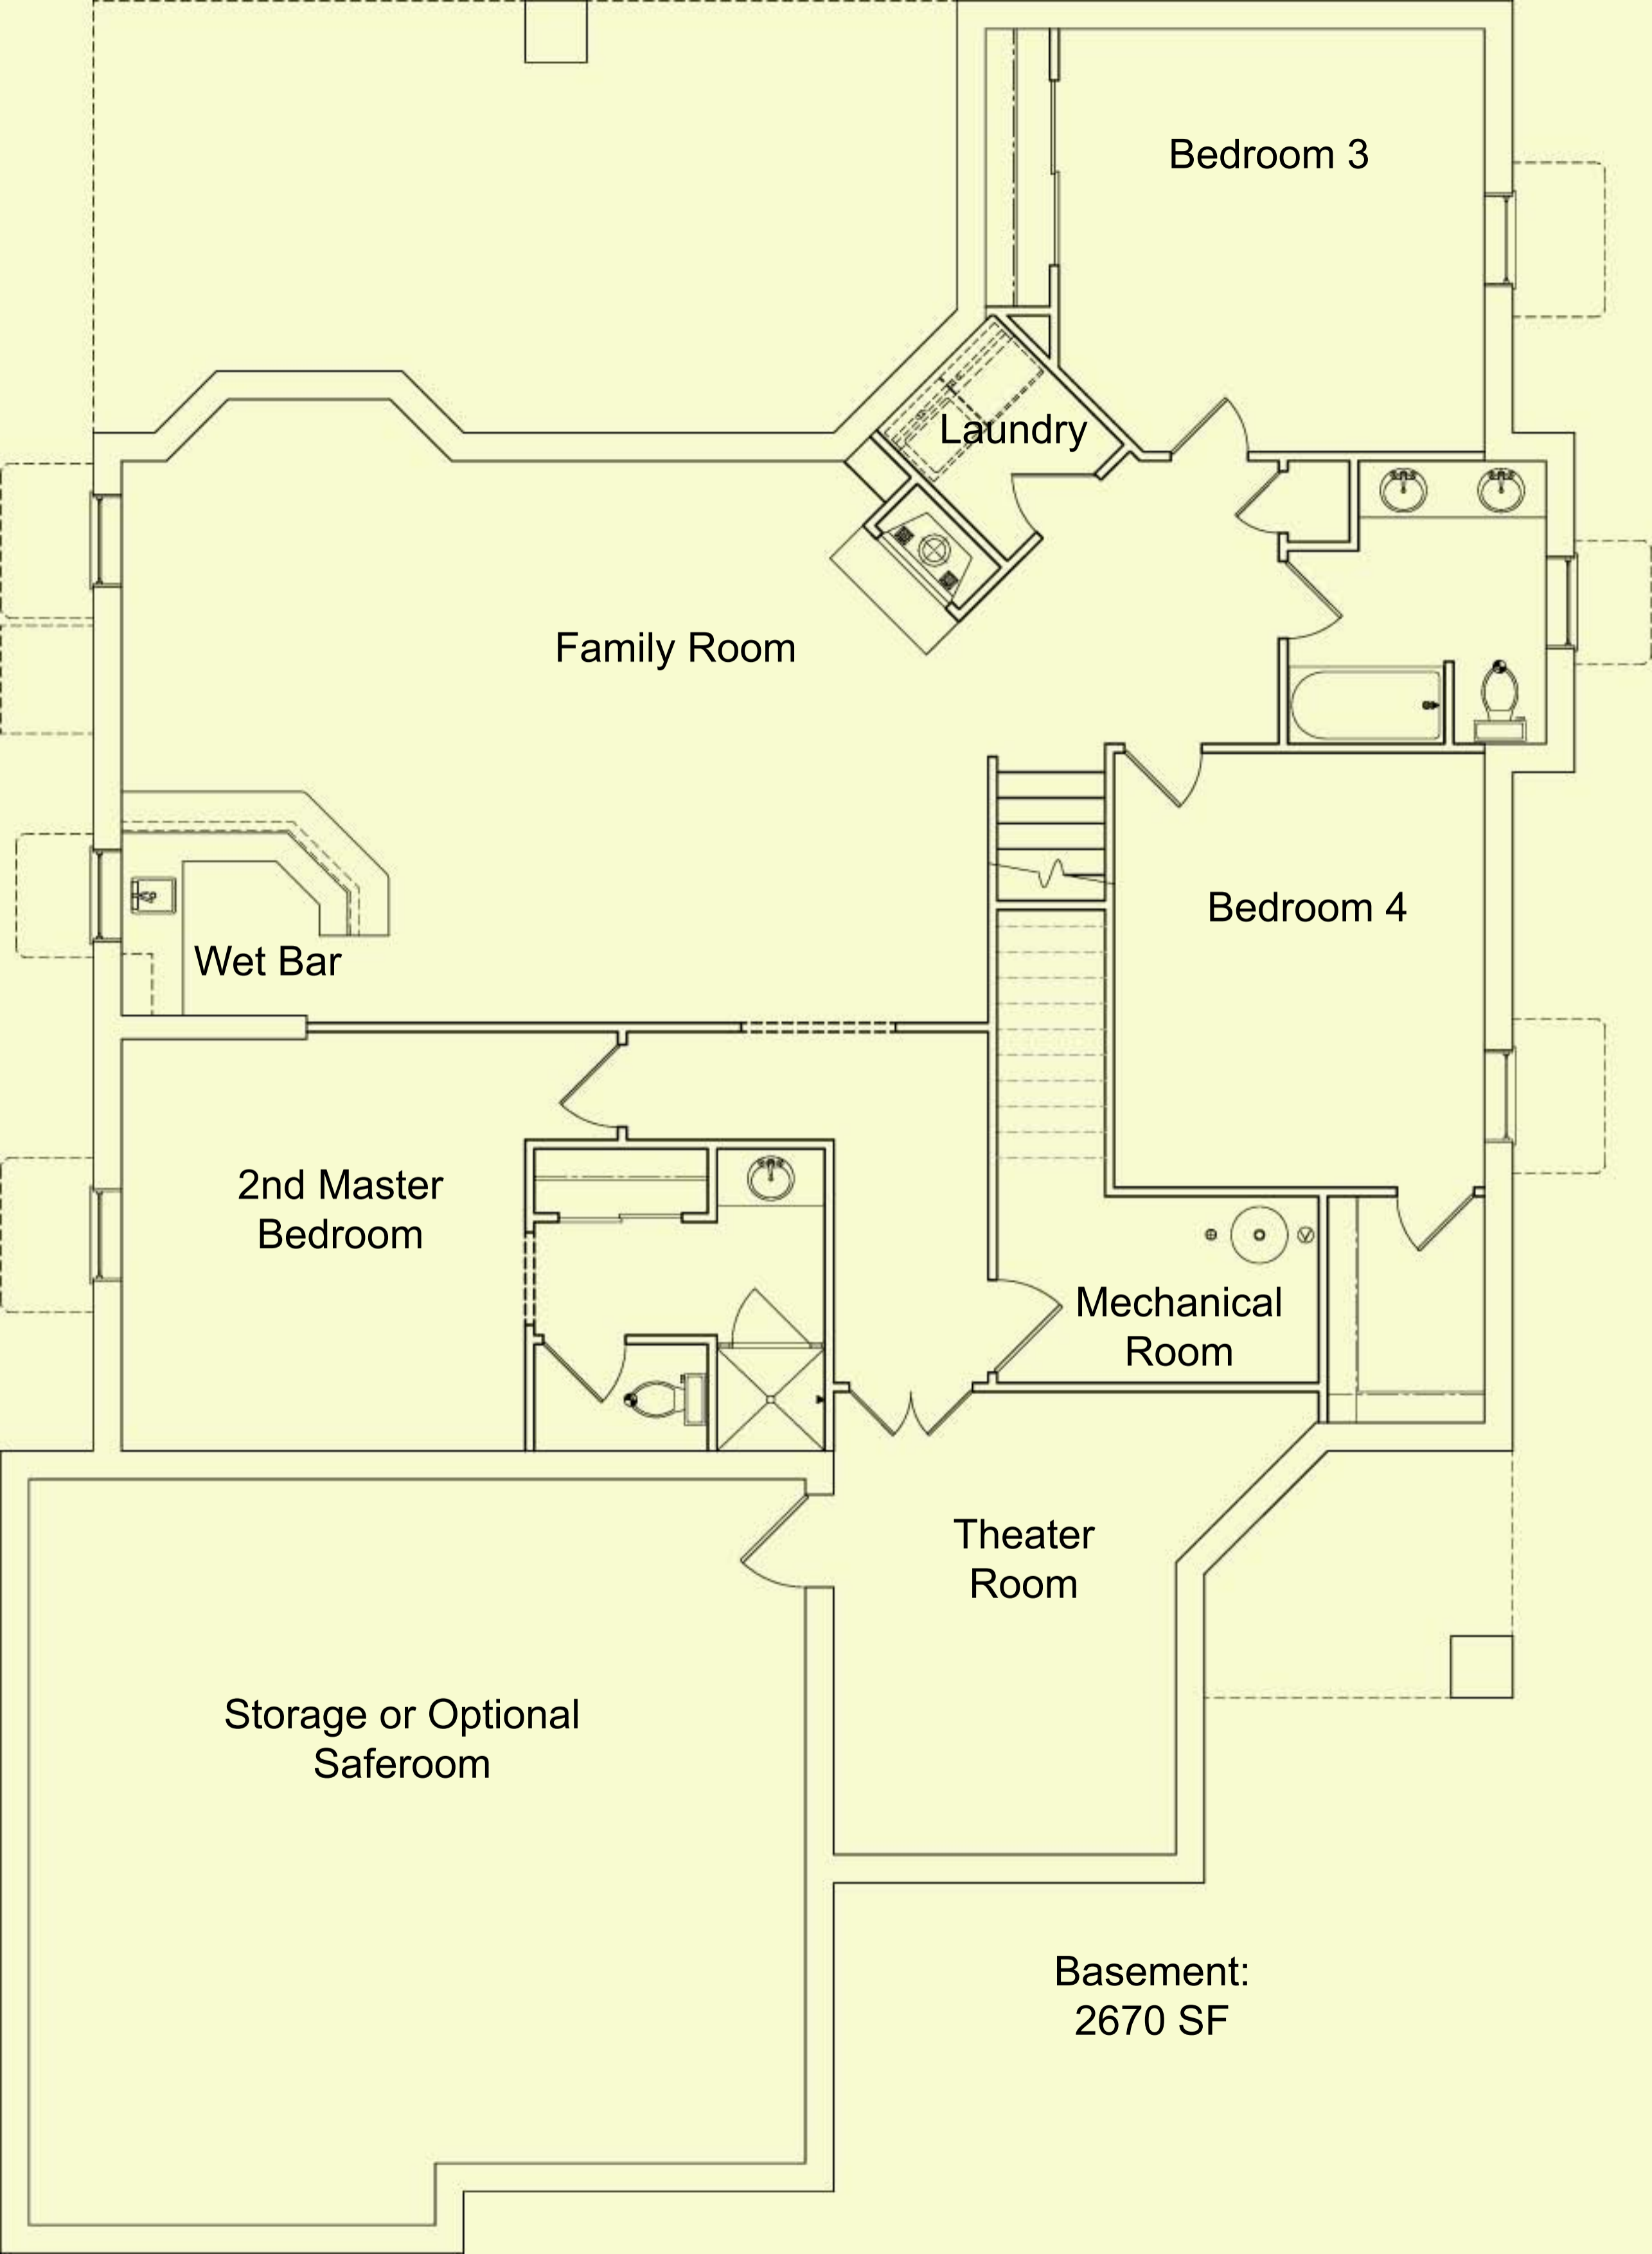 Bedroom 3
Laundry
Family Room
Bedroom 4
Wet Bar
2nd Master
Bedroom
Mechanical
Room
Theater
Room
Storage or Optional
Saferoom
Basement:
2670 SF